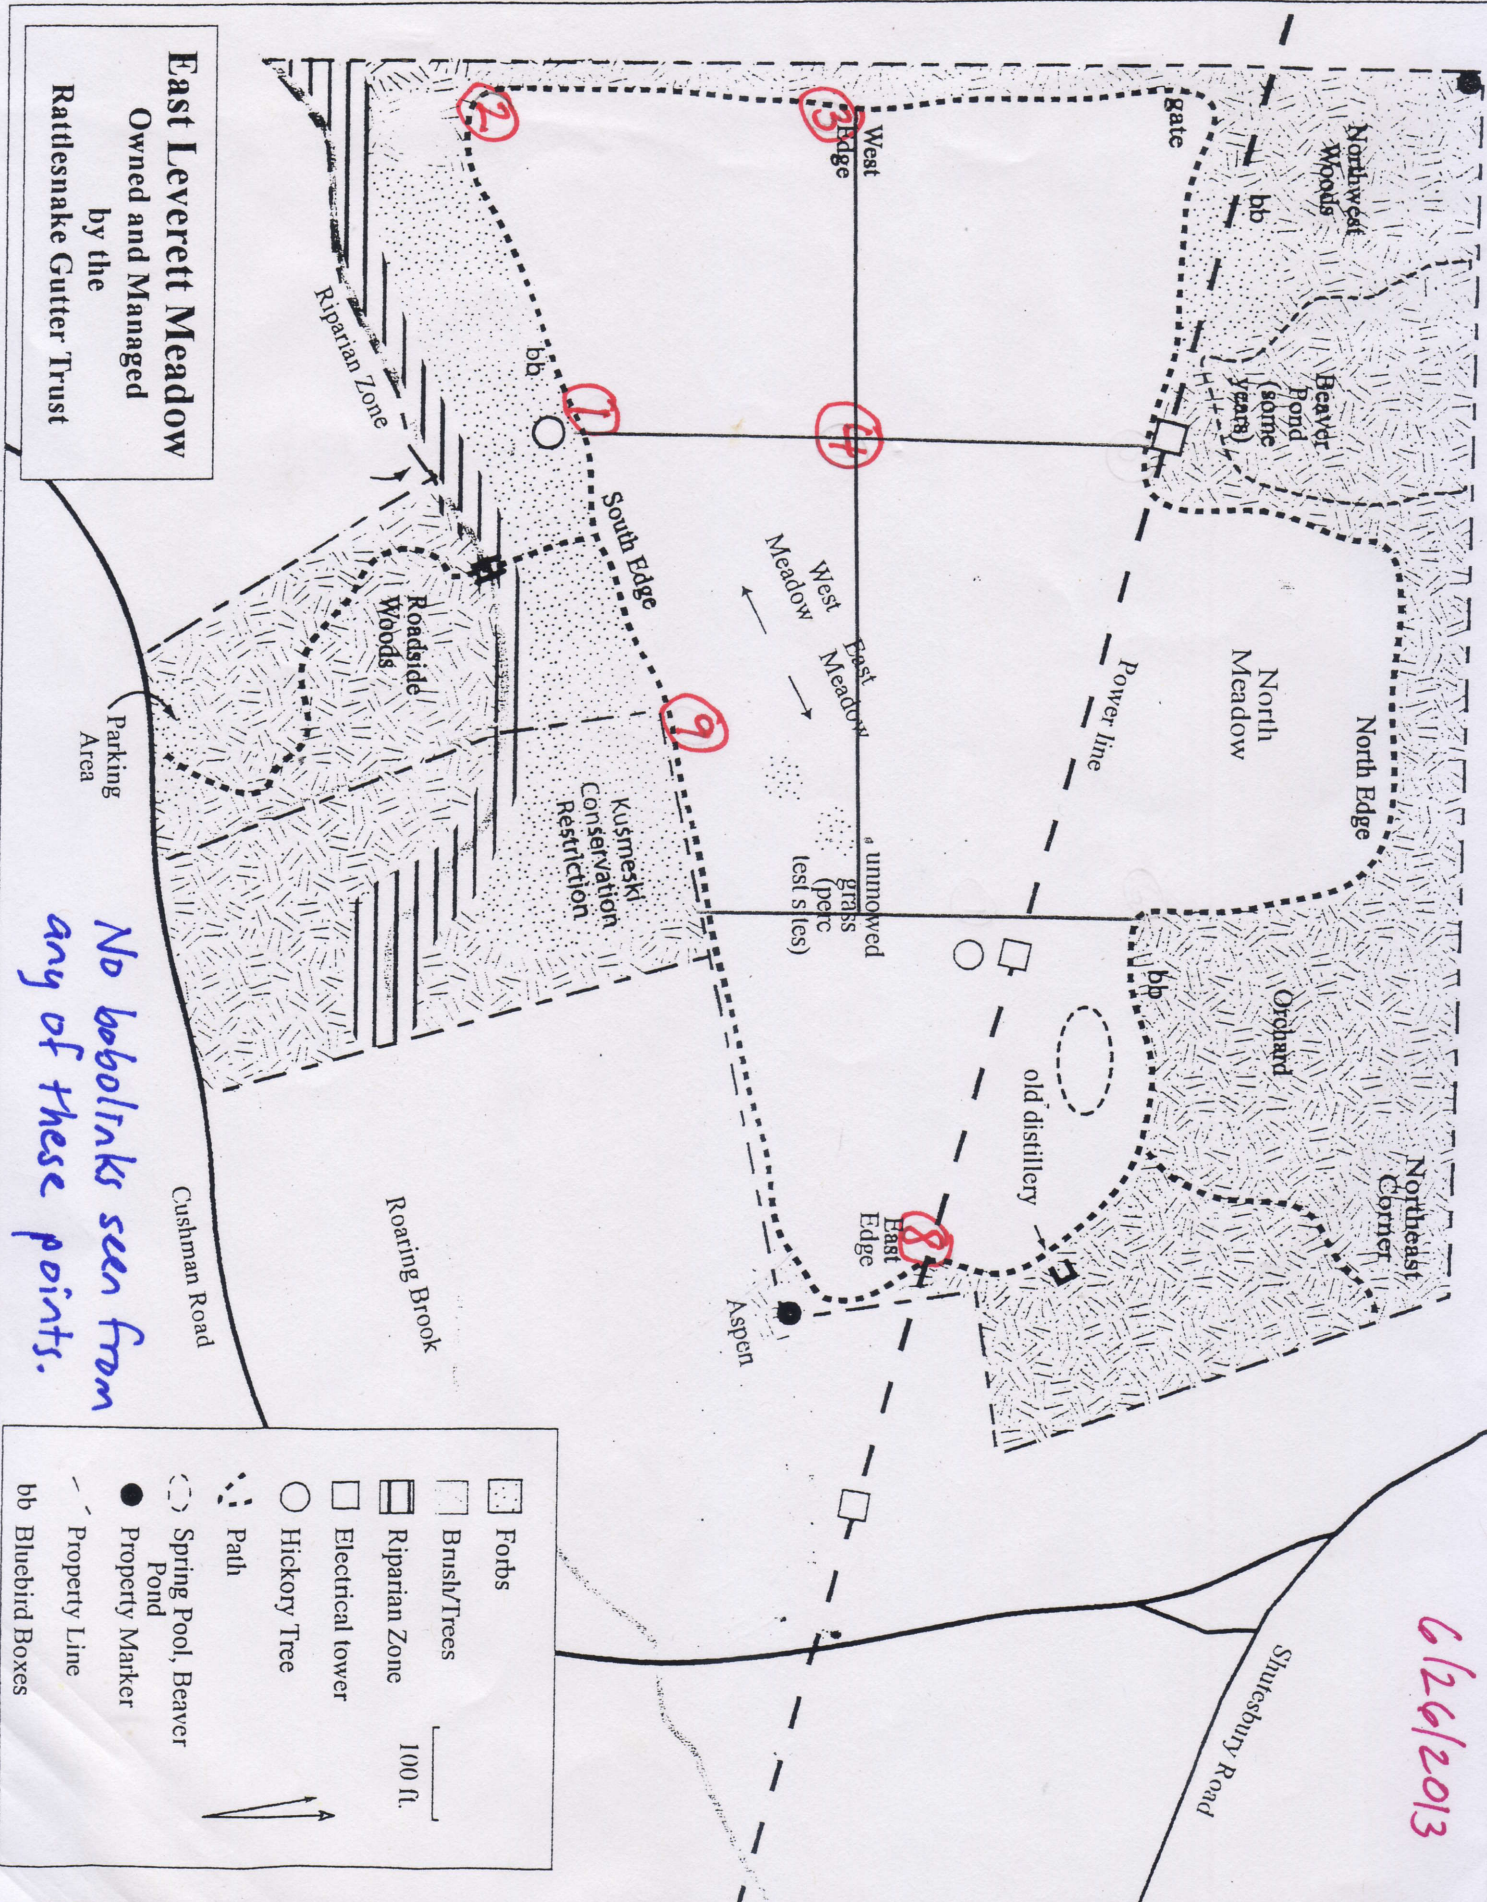 6/26/2013
Northwest
Woods
Beaver
Pond
(some
years)
bb
gate
North
Meadow
North Edge
Northeast
Corner
Orchard
bb
Power line
West
Edge
3
2
1
4
9
8
West
Meadow
East
Meadow
unmowed
grass
(perc
test sites)
old distillery
East
Edge
Aspen
bb
South Edge
Riparian Zone
Roadside
Woods
Kusmeski
Conservation
Restriction
Parking
Area
Roaring Brook
Cushman Road
Shutesbury Road
East Leverett Meadow
Owned and Managed
by the
Rattlesnake Gutter Trust
No bobolinks seen from
any of these points.
Forbs
Brush/Trees
Riparian Zone
Electrical tower
Hickory Tree
Path
Spring Pool, Beaver
Pond
Property Marker
Property Line
bb Bluebird Boxes
100 ft.